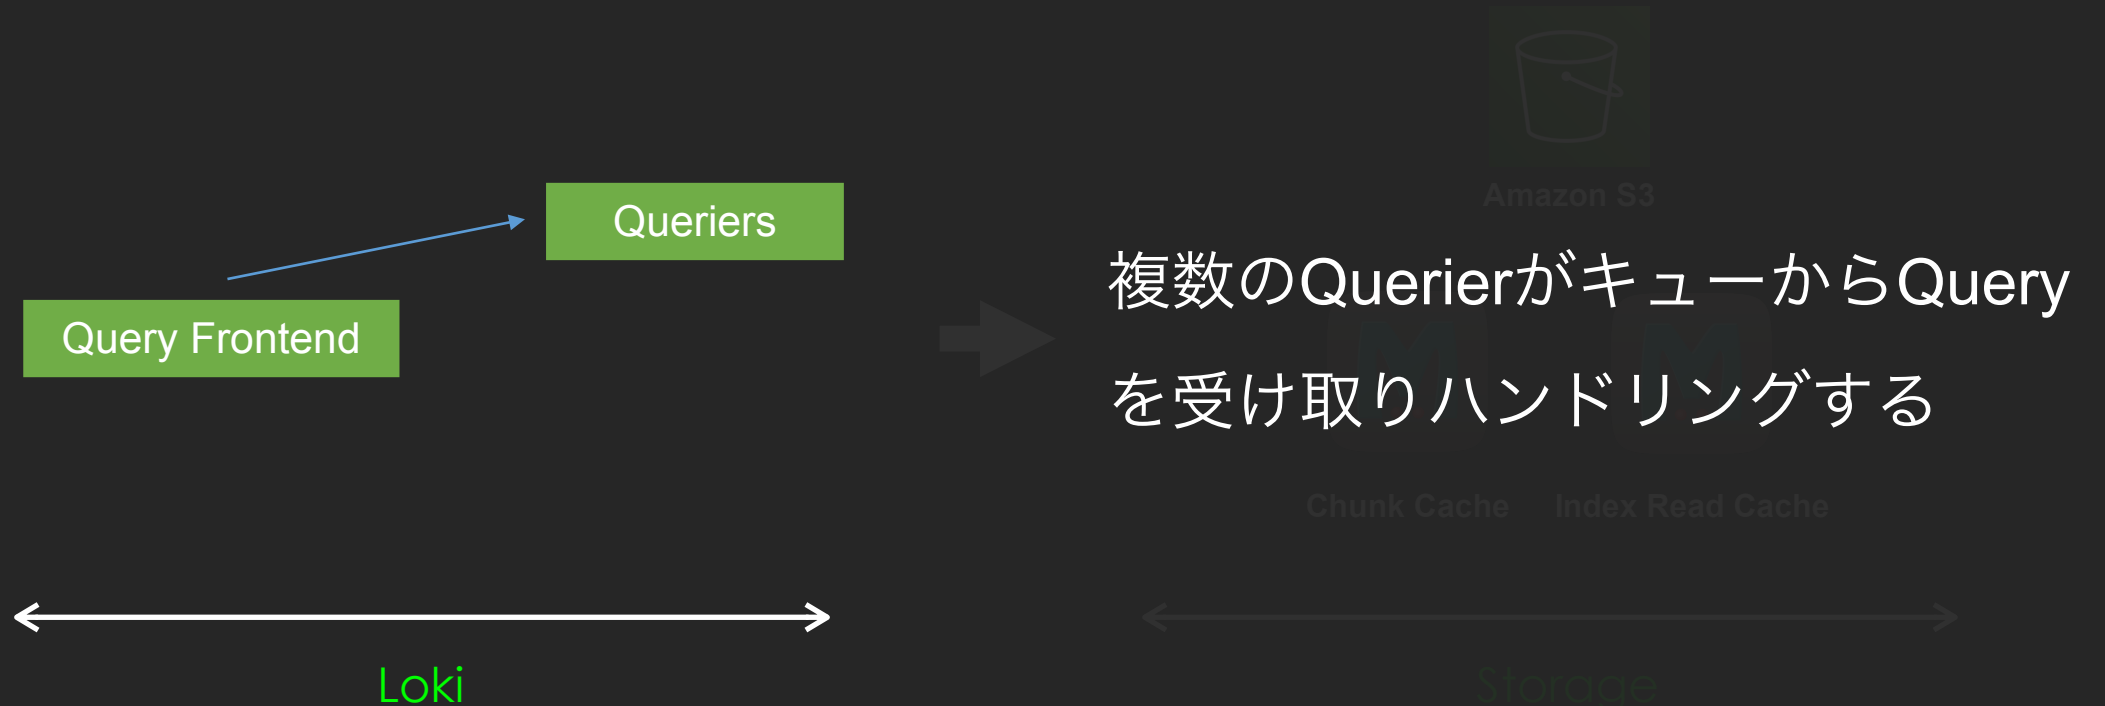 Amazon S3
Queriers
Query Frontend
複数のQuerierがキューからQuery
を受け取りハンドリングする
Chunk Cache
Index Read Cache
Loki
Storage